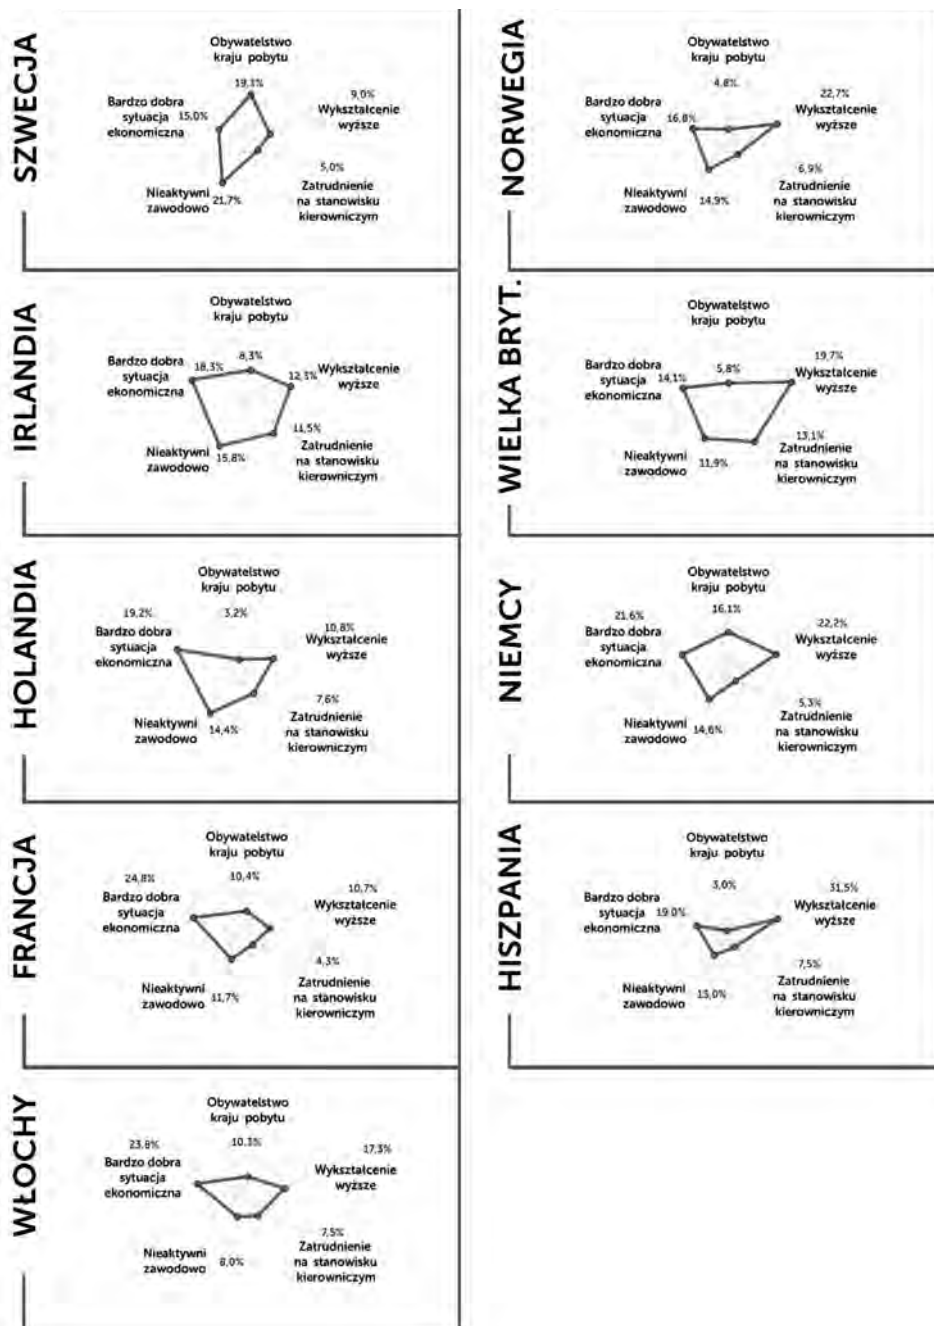 SZWECJA
Obywatelstwo
kraju pobytu
19,3%
Bardzo dobra
sytuacja
ekonomiczna
15,0%
9,0%
Wykształcenie
wyższe
5,0%
Zatrudnienie
na stanowisku
kierowniczym
Nieaktywni
zawodowo
21,7%
NORWEGIA
Obywatelstwo
kraju pobytu
4,8%
Bardzo dobra
sytuacja
ekonomiczna
16,8%
22,7%
Wykształcenie
wyższe
6,9%
Zatrudnienie
na stanowisku
kierowniczym
Nieaktywni
zawodowo
14,9%
IRLANDIA
Obywatelstwo
kraju pobytu
8,3%
Bardzo dobra
sytuacja
ekonomiczna
18,3%
12,3%
Wykształcenie
wyższe
11,5%
Zatrudnienie
na stanowisku
kierowniczym
Nieaktywni
zawodowo
15,8%
WIELKA BRYT.
Obywatelstwo
kraju pobytu
5,8%
Bardzo dobra
sytuacja
ekonomiczna
14,1%
19,7%
Wykształcenie
wyższe
13,1%
Zatrudnienie
na stanowisku
kierowniczym
Nieaktywni
zawodowo
11,9%
HOLANDIA
Obywatelstwo
kraju pobytu
3,2%
19,2%
Bardzo dobra
sytuacja
ekonomiczna
10,8%
Wykształcenie
wyższe
7,6%
Zatrudnienie
na stanowisku
kierowniczym
Nieaktywni
zawodowo
14,4%
NIEMCY
Obywatelstwo
kraju pobytu
16,1%
21,6%
Bardzo dobra
sytuacja
ekonomiczna
22,2%
Wykształcenie
wyższe
5,3%
Zatrudnienie
na stanowisku
kierowniczym
Nieaktywni
zawodowo
14,6%
FRANCJA
Obywatelstwo
kraju pobytu
10,4%
24,8%
Bardzo dobra
sytuacja
ekonomiczna
10,7%
Wykształcenie
wyższe
4,3%
Zatrudnienie
na stanowisku
kierowniczym
Nieaktywni
zawodowo
11,7%
HISZPANIA
Obywatelstwo
kraju pobytu
3,0%
Bardzo dobra
sytuacja
ekonomiczna
19,0%
31,5%
Wykształcenie
wyższe
7,5%
Zatrudnienie
na stanowisku
kierowniczym
Nieaktywni
zawodowo
WŁOCHY
Obywatelstwo
kraju pobytu
10,3%
23,8%
Bardzo dobra
sytuacja
ekonomiczna
17,3%
Wykształcenie
wyższe
7,5%
Zatrudnienie
na stanowisku
kierowniczym
Nieaktywni
zawodowo
8,0%